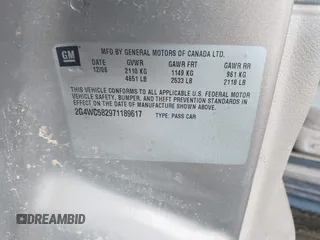 GM
MFD BY GENERAL MOTORS OF CANADA LTD.
DATE GVWR GAWR FRT GAWR RR
12/06 2110 KG 1149 KG 961 KG
4651 LB 2533 LB 2118 LB
THIS VEHICLE CONFORMS TO ALL APPLICABLE U.S. FEDERAL MOTOR
VEHICLE SAFETY, BUMPER, AND THEFT PREVENTION STANDARDS IN
EFFECT ON THE DATE OF MANUFACTURE SHOWN ABOVE.
2G4WC582971189617 TYPE: PASS CAR
DREAMBID